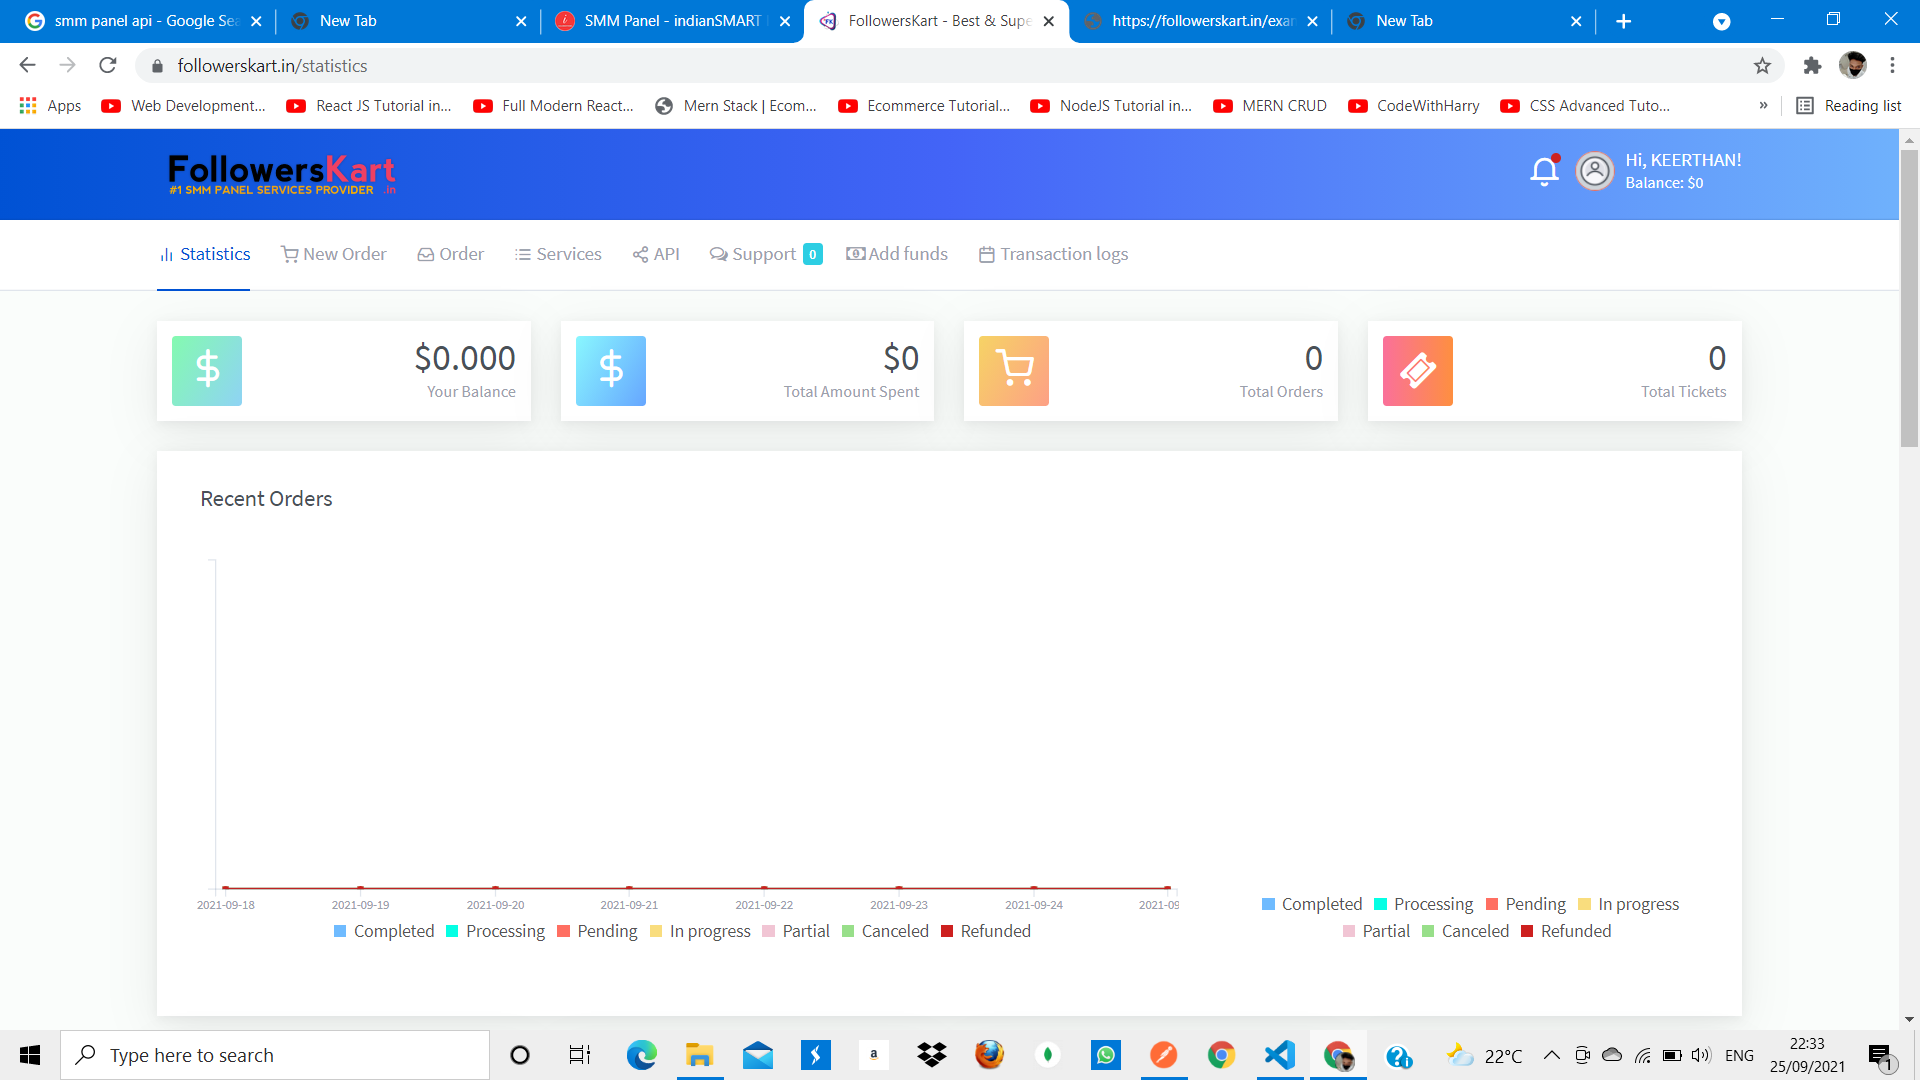 smm panel api - Google Sea
New Tab
SMM Panel - indianSMART
FollowersKart - Best & Supe
https://followerskart.in/exam
New Tab
followerskart.in/statistics
Apps
Web Development...
React JS Tutorial in...
Full Modern React...
Mern Stack | Ecom...
Ecommerce Tutorial...
NodeJS Tutorial in...
MERN CRUD
CodeWithHarry
CSS Advanced Tuto...
»
Reading list
FollowersKart
#1 SMM PANEL SERVICES PROVIDER .in
Hi, KEERTHAN!
Balance: $0
Statistics
New Order
Order
Services
API
Support 0
Add funds
Transaction logs
$0.000
Your Balance
$0
Total Amount Spent
0
Total Orders
0
Total Tickets
Recent Orders
2021-09-18 2021-09-19 2021-09-20 2021-09-21 2021-09-22 2021-09-23 2021-09-24 2021-09
Completed Processing Pending In progress Partial Canceled Refunded
Completed Processing Pending In progress
Partial Canceled Refunded
Type here to search
22°C
ENG
22:33
25/09/2021
1